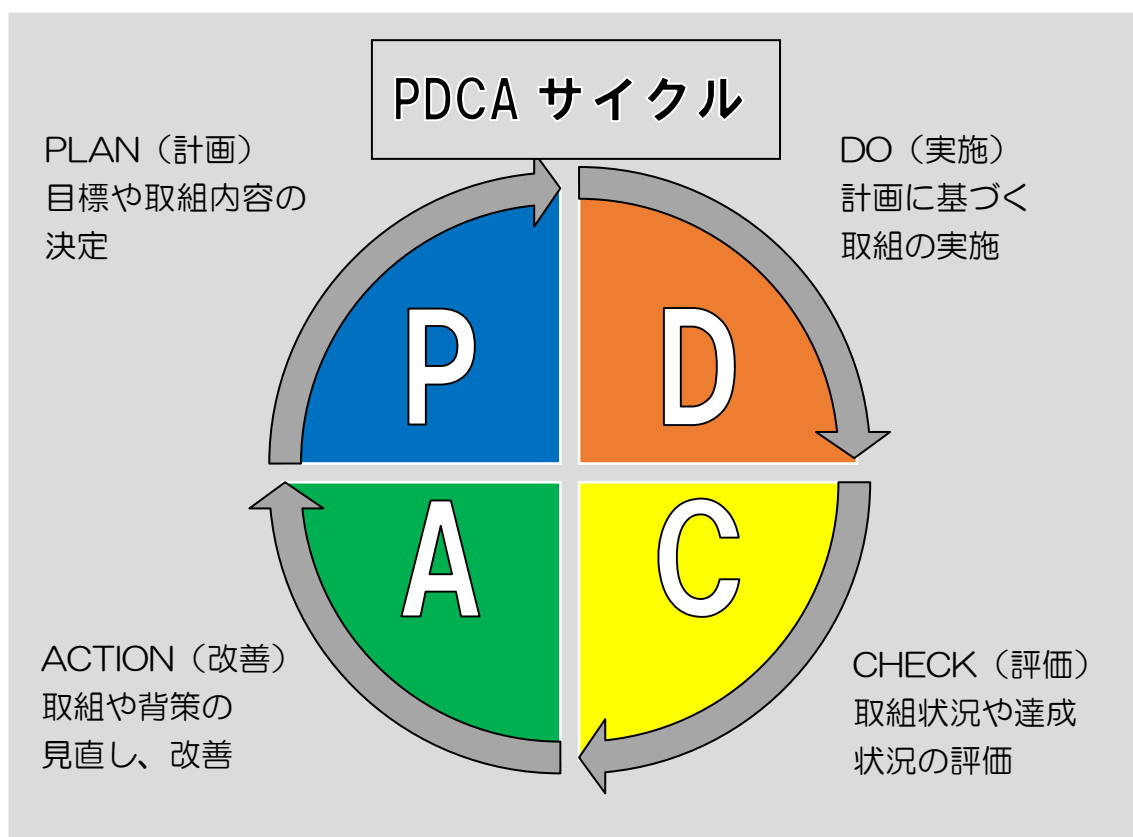 PDCA サイクル
PLAN（計画）
目標や取組内容の
決定
DO（実施）
計画に基づく
取組の実施
P
D
A
C
ACTION（改善）
取組や背策の
見直し、改善
CHECK（評価）
取組状況や達成
状況の評価